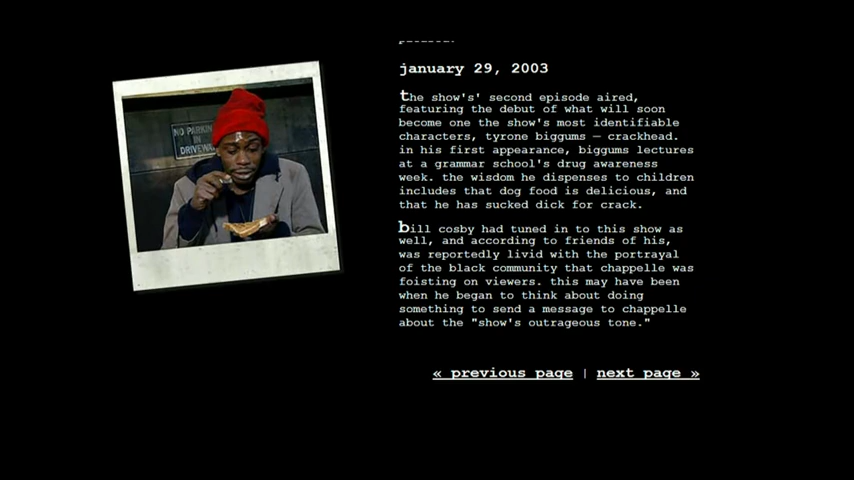 NO PARKING
IN
DRIVEWAY
january 29, 2003
the show's' second episode aired,
featuring the debut of what will soon
become one the show's most identifiable
characters, tyrone biggums — crackhead.
in his first appearance, biggums lectures
at a grammar school's drug awareness
week. the wisdom he dispenses to children
includes that dog food is delicious, and
that he has sucked dick for crack.
bill cosby had tuned in to this show as
well, and according to friends of his,
was reportedly livid with the portrayal
of the black community that chappelle was
foisting on viewers. this may have been
when he began to think about doing
something to send a message to chappelle
about the "show's outrageous tone."
« previous page | next page »